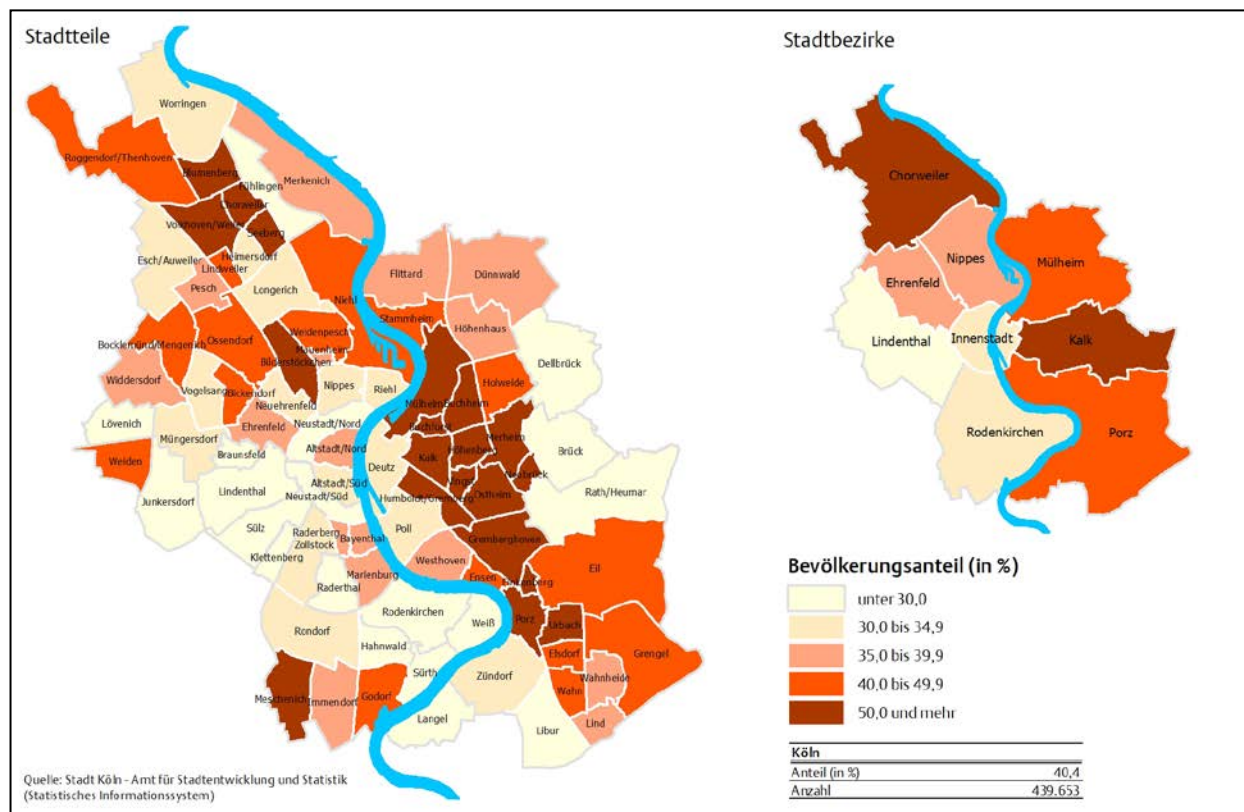 Stadtteile
Worringen
Roggendorf/Thenhoven
Blumenberg
Fühlingen
Merkenich
Chorweiler
Volkhoven/Weiler
Seeberg
Heimersdorf
Esch/Auweiler
Lindweiler
Pesch
Longerich
Niehl
Flittard
Dünnwald
Stammheim
Höhenhaus
Weidenpesch
Bocklemünd/Mengenich
Ossendorf
Mauenheim
Bilderstöckchen
Dellbrück
Widdersdorf
Vogelsang
Bickendorf
Nippes
Riehl
Holweide
Neuehrenfeld
Mülheim
Buchheim
Lövenich
Ehrenfeld
Neustadt/Nord
Buchforst
Müngersdorf
Braunsfeld
Altstadt/Nord
Höhenberg
Merheim
Brück
Weiden
Deutz
Kalk
Junkersdorf
Lindenthal
Altstadt/Süd
Neustadt/Süd
Vingst
Neubrück
Humboldt/Gremberg
Ostheim
Rath/Heumar
Sülz
Poll
Raderberg
Zollstock
Bayenthal
Gremberghoven
Klettenberg
Westhoven
Eil
Marienburg
Raderthal
Ensen
Finkenberg
Rodenkirchen
Weiß
Porz
Urbach
Rondorf
Hahnwald
Elsdorf
Grengel
Sürth
Zündorf
Wahn
Wahnheide
Meschenich
Immendorf
Godorf
Langel
Libur
Lind
Quelle: Stadt Köln - Amt für Stadtentwicklung und Statistik
(Statistisches Informationssystem)
Stadtbezirke
Chorweiler
Nippes
Mülheim
Ehrenfeld
Lindenthal
Innenstadt
Kalk
Rodenkirchen
Porz
Bevölkerungsanteil (in %)
unter 30,0
30,0 bis 34,9
35,0 bis 39,9
40,0 bis 49,9
50,0 und mehr
Köln
Anteil (in %) 40,4
Anzahl 439.653